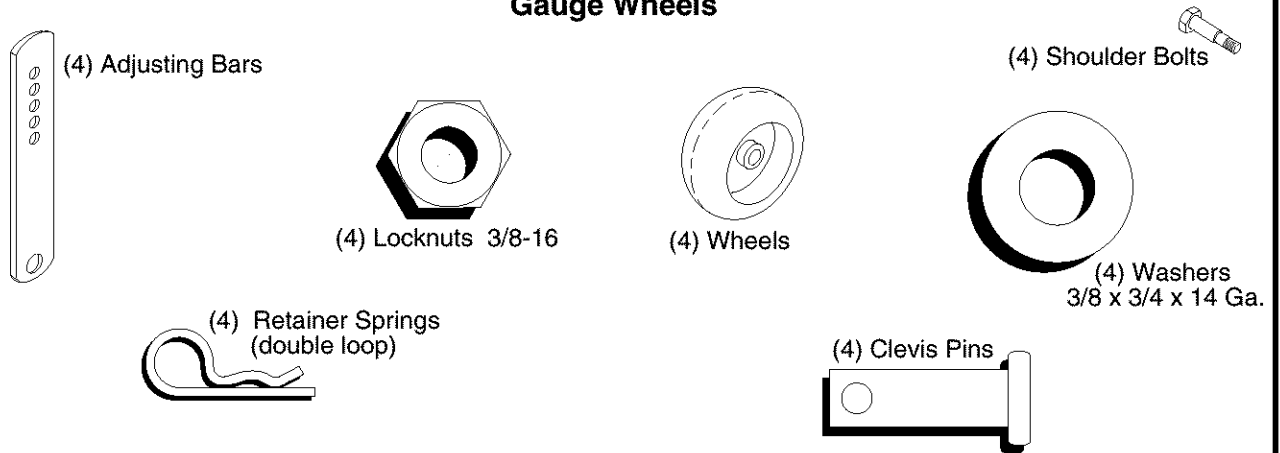 Gauge Wheels
(4) Adjusting Bars
(4) Shoulder Bolts
(4) Locknuts 3/8-16
(4) Wheels
(4) Washers
3/8 x 3/4 x 14 Ga.
(4) Retainer Springs
(double loop)
(4) Clevis Pins